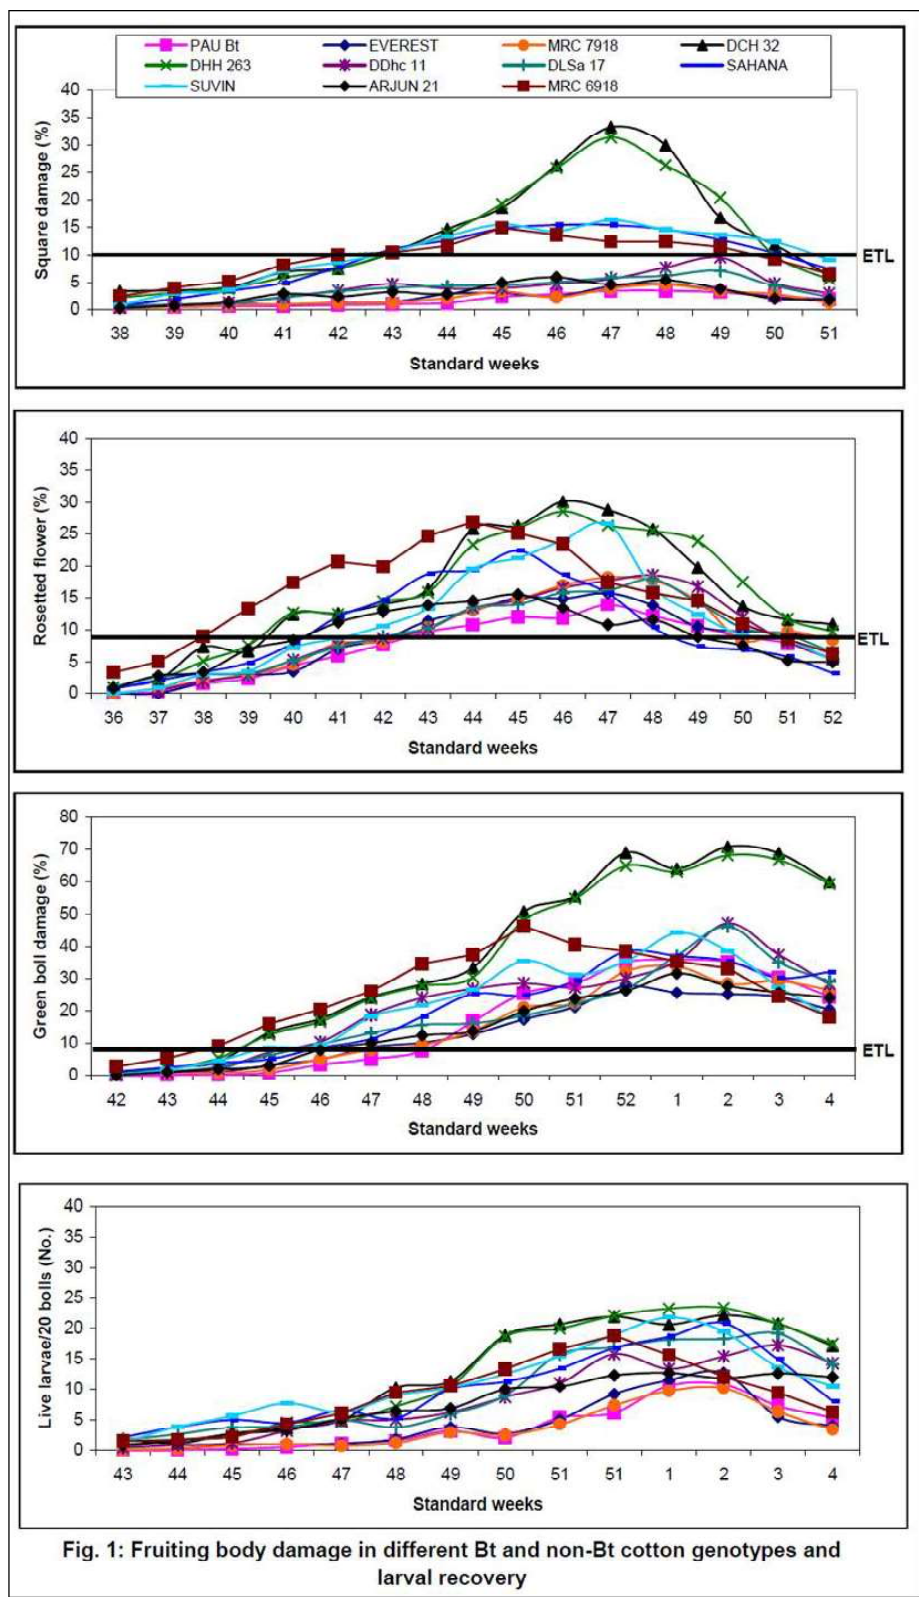 PAU Bt EVEREST MRC 7918 DCH 32
DHH 263 DDhc 11 DLSa 17 SAHANA
SUVIN ARJUN 21 MRC 6918
Square damage (%)
40
35
30
25
20
15
10
5
0
ETL
38 39 40 41 42 43 44 45 46 47 48 49 50 51
Standard weeks
Rosetted flower (%)
40
35
30
25
20
15
10
5
0
ETL
36 37 38 39 40 41 42 43 44 45 46 47 48 49 50 51 52
Standard weeks
Green boll damage (%)
80
70
60
50
40
30
20
10
0
ETL
42 43 44 45 46 47 48 49 50 51 52 1 2 3 4
Standard weeks
Live larvae/20 bolls (No.)
40
35
30
25
20
15
10
5
0
43 44 45 46 47 48 49 50 51 51 1 2 3 4
Standard weeks
Fig. 1: Fruiting body damage in different Bt and non-Bt cotton genotypes and
larval recovery